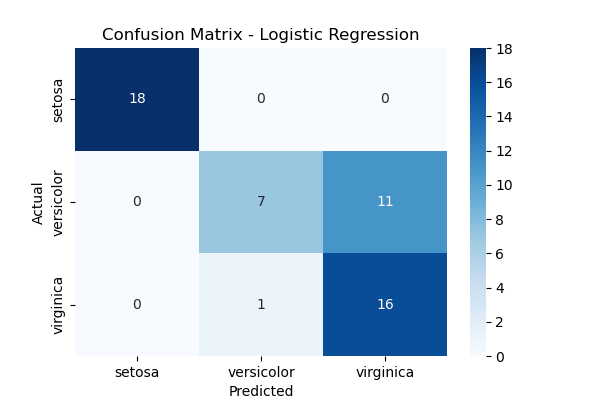 Confusion Matrix - Logistic Regression
setosa
versicolor
virginica
Actual
18 0 0
0 7 11
0 1 16
setosa versicolor virginica
Predicted
18
16
14
12
10
8
6
4
2
0